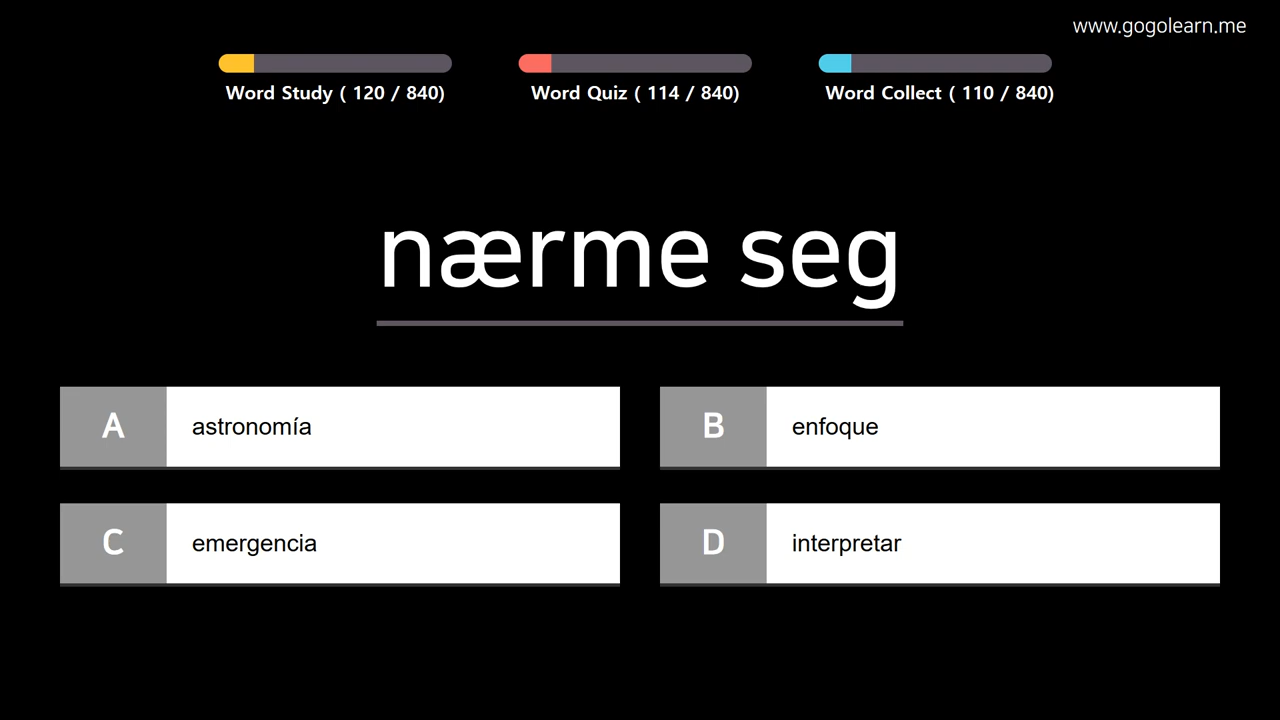 www.gogolearn.me
Word Study ( 120 / 840)
Word Quiz ( 114 / 840)
Word Collect ( 110 / 840)
nærme seg
A astronomía
B enfoque
C emergencia
D interpretar